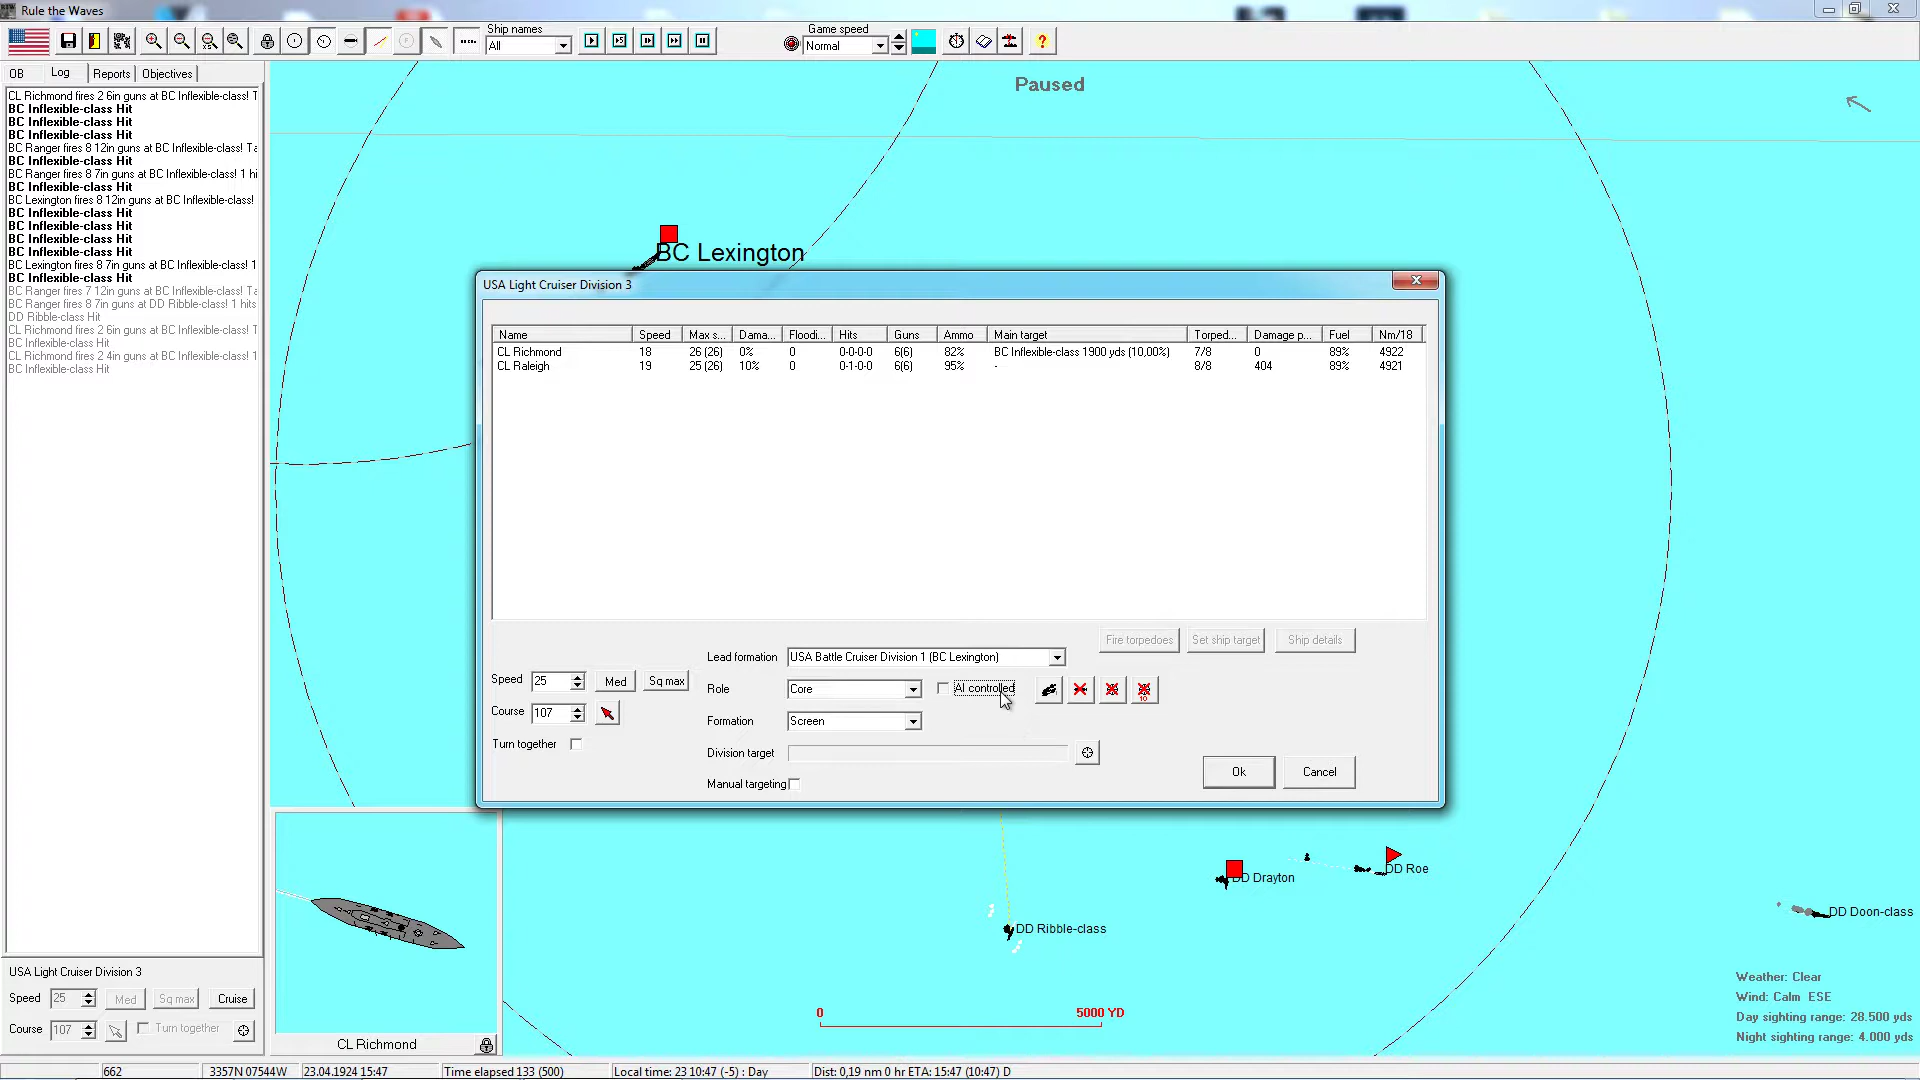 Rule the Waves
Ship names
All
Game speed
Normal
OB Log Reports Objectives
CL Richmond fires 2 6in guns at BC Inflexible-class! T
BC Inflexible-class Hit
BC Inflexible-class Hit
BC Inflexible-class Hit
BC Ranger fires 8 12in guns at BC Inflexible-class! Ta
BC Inflexible-class Hit
BC Ranger fires 8 7in guns at BC Inflexible-class! 1 hi
BC Inflexible-class Hit
BC Lexington fires 8 12in guns at BC Inflexible-class!
BC Inflexible-class Hit
BC Inflexible-class Hit
BC Inflexible-class Hit
BC Inflexible-class Hit
BC Lexington fires 8 7in guns at BC Inflexible-class! 1
BC Inflexible-class Hit
BC Ranger fires 7 12in guns at BC Inflexible-class! Ta
BC Ranger fires 8 7in guns at DD Ribble-class! 1 hits
DD Ribble-class Hit
CL Richmond fires 2 6in guns at BC Inflexible-class! T
BC Inflexible-class Hit
CL Richmond fires 2 4in guns at BC Inflexible-class! 1
BC Inflexible-class Hit
Paused
BC Lexington
USA Light Cruiser Division 3
Name Speed Max s... Dama... Floodi... Hits Guns Ammo Main target Torped... Damage p... Fuel Nm/18
CL Richmond 18 26 (26) 0% 0 0-0-0-0 6(6) 82% BC Inflexible-class 1900 yds (10,00%) 7/8 0 89% 4922
CL Raleigh 19 25 (26) 10% 0 0-1-0-0 6(6) 95% - 8/8 404 89% 4921
Fire torpedoes Set ship target Ship details
Lead formation USA Battle Cruiser Division 1 (BC Lexington)
Speed 25 Med Sq max
Role Core AI controlled
10
Course 107
Formation Screen
Turn together
Division target
Manual targeting
Ok Cancel
DD Drayton
DD Roe
DD Doon-class
DD Ribble-class
Weather: Clear
Wind: Calm ESE
Day sighting range: 28.500 yds
Night sighting range: 4.000 yds
0 5000 YD
USA Light Cruiser Division 3
Speed 25 Med Sq max Cruise
Course 107 Turn together
CL Richmond
662 3357N 07544W 23.04.1924 15:47 Time elapsed 133 (500) Local time: 23 10:47 (-5) : Day Dist: 0,19 nm 0 hr ETA: 15:47 (10:47) D